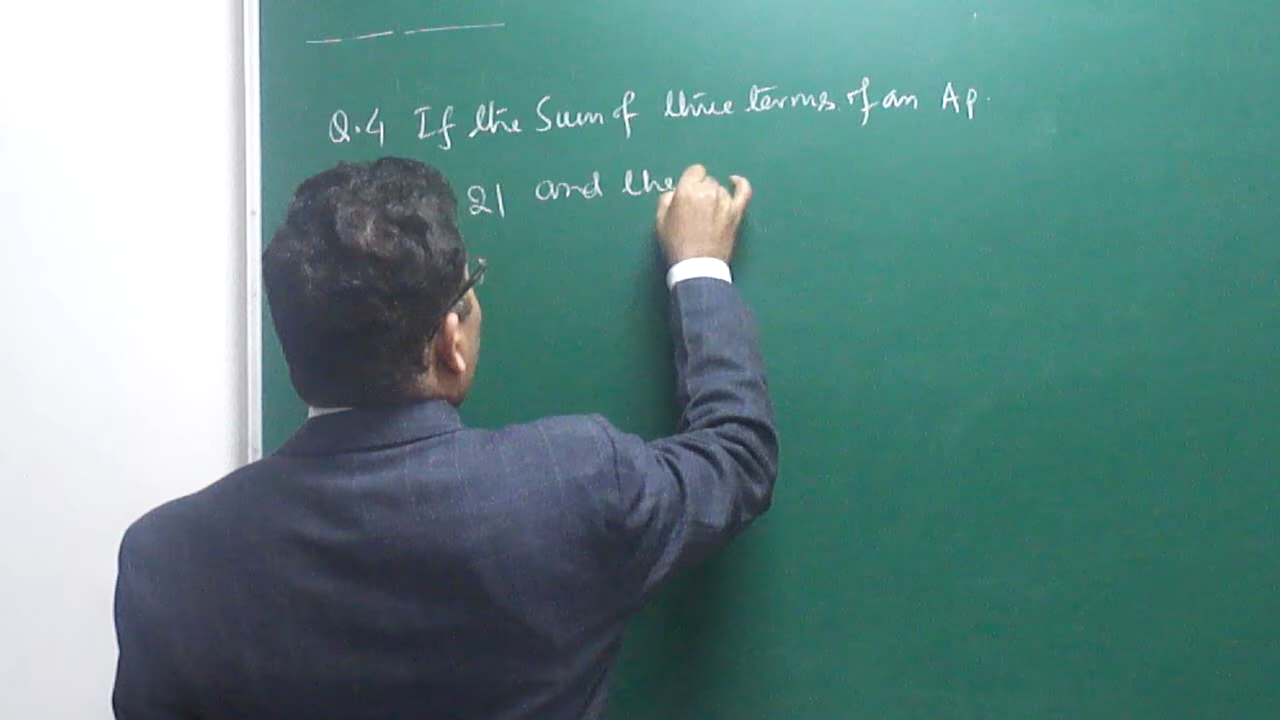 Q.4 If the Sum of three terms of an Ap.
21 and the